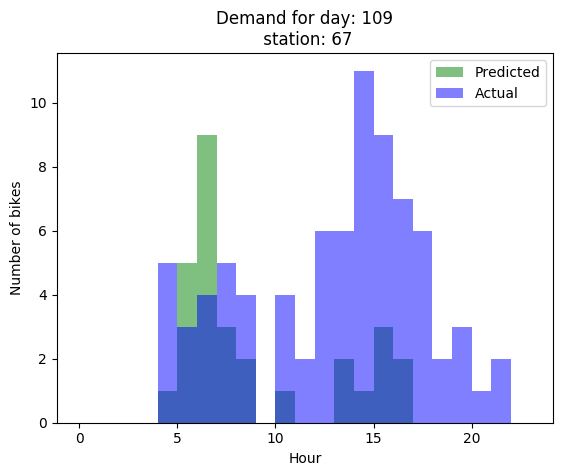 Demand for day: 109
station: 67
Predicted
Actual
Number of bikes
10
8
6
4
2
0
0 5 10 15 20
Hour